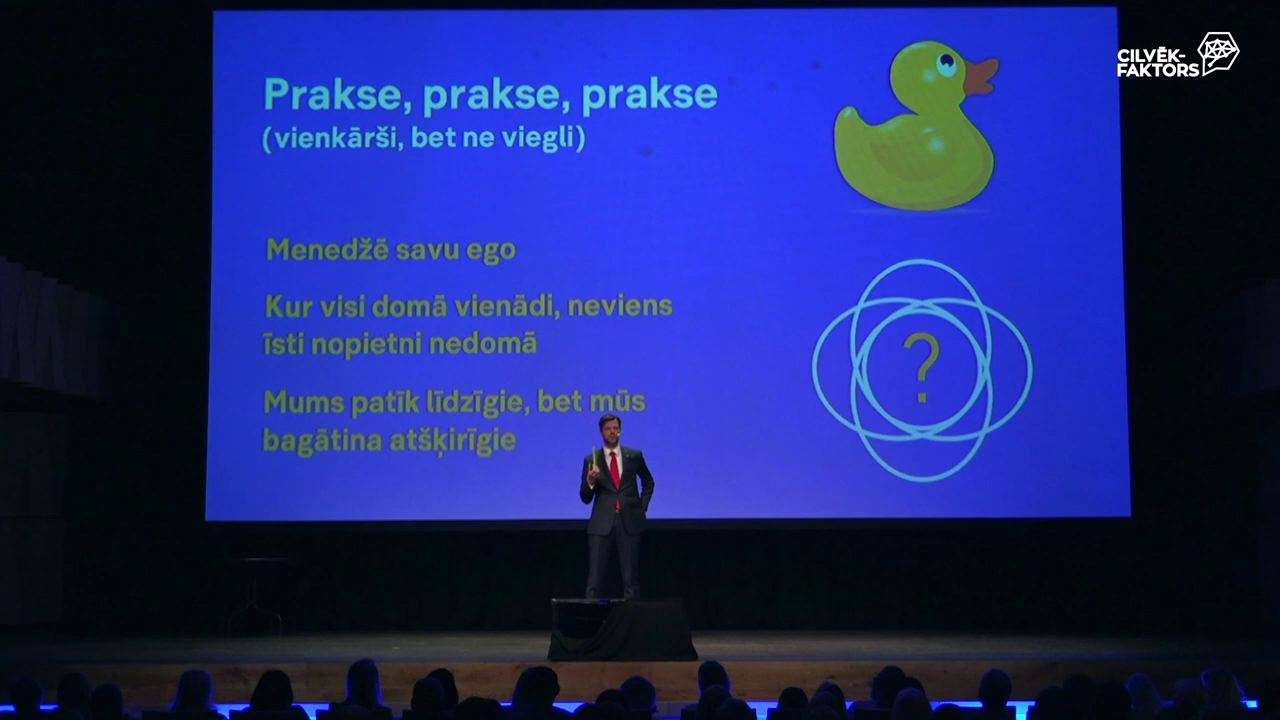 Prakse, prakse, prakse
(vienkārši, bet ne viegli)
Menedžē savu ego
Kur visi domā vienādi, neviens
īsti nopietni nedomā
Mums patīk līdzīgie, bet mūs
bagātina atšķirīgie
?
CILVĒK-
FAKTORS